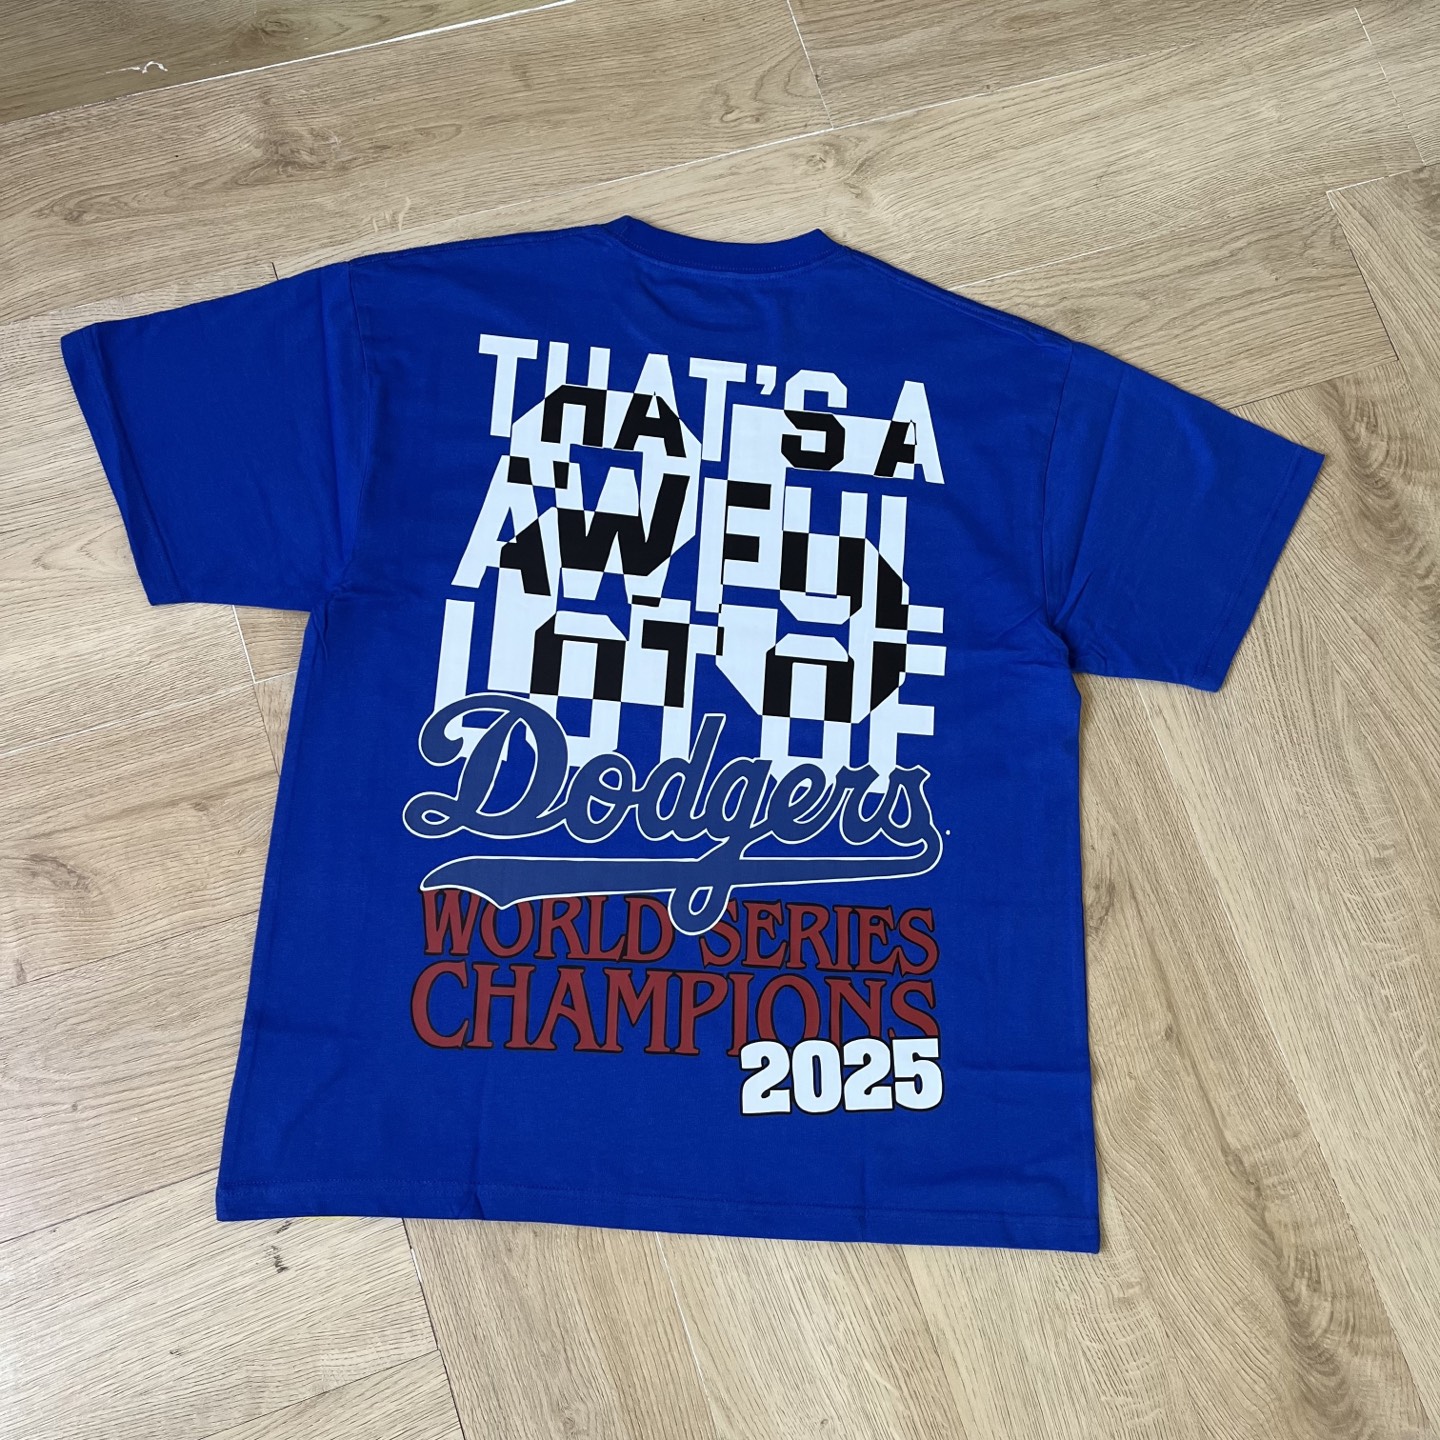 THAT'S A
AWFUL
LOT OF
Dodgers
WORLD SERIES
CHAMPIONS
2025